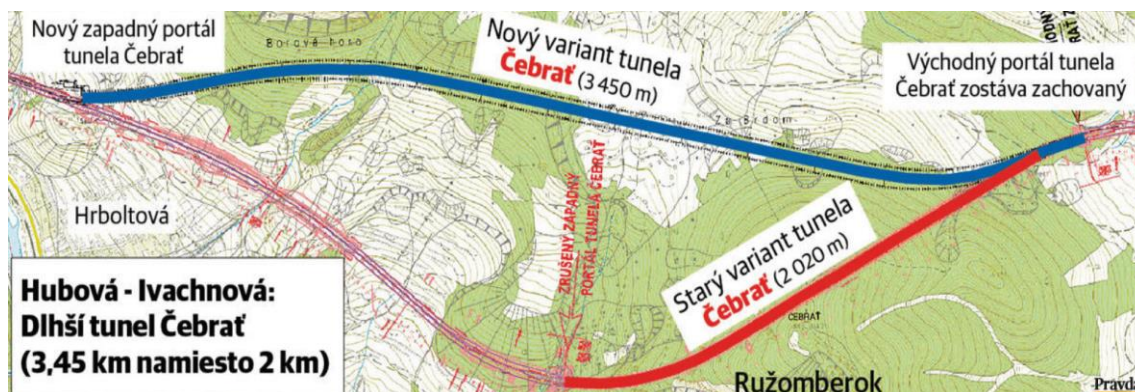 Nový zapadný portál
tunela Čebrať
Borová hora
Nový variant tunela
Čebrať (3 450 m)
Východný portál tunela
Čebrať zostáva zachovaný
Za Brdom
Hrboltová
ZRUŠENÝ ZÁPADNÝ
PORTÁL TUNELA ČEBRAŤ
Starý variant tunela
Čebrať (2 020 m)
ČEBRAŤ
Hubová - Ivachnová:
Dlhší tunel Čebrať
(3,45 km namiesto 2 km)
Ružomberok
Pravd